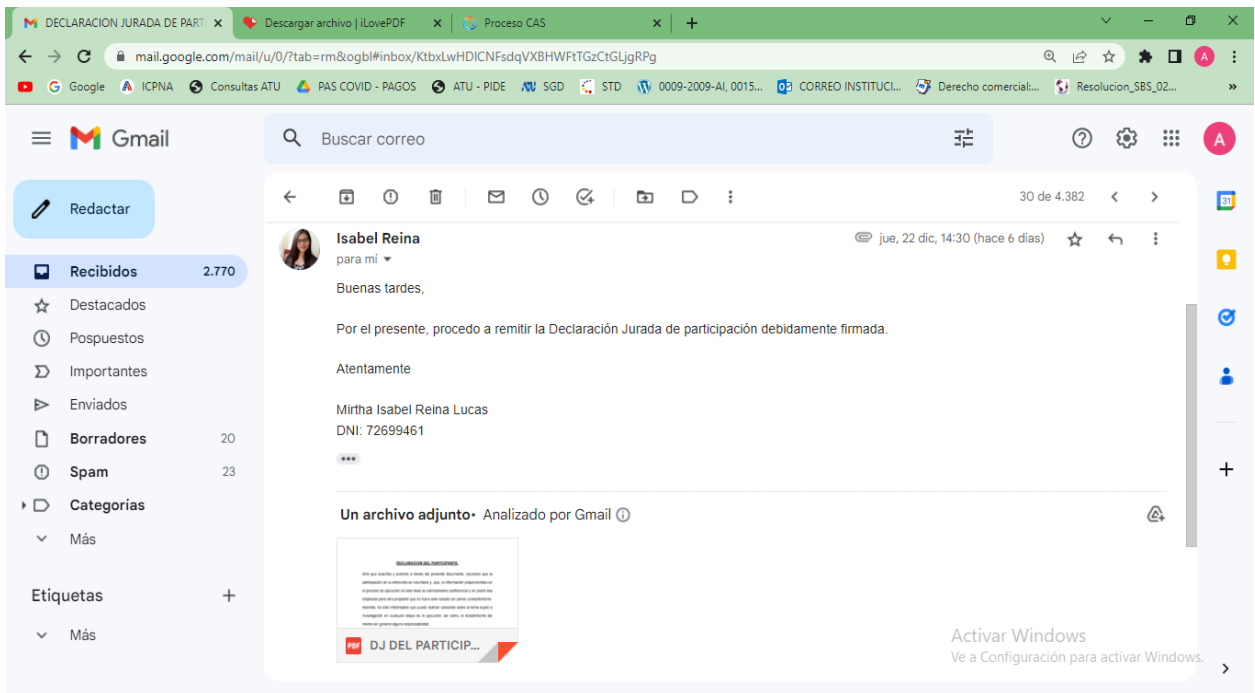 DECLARACION JURADA DE PART
Descargar archivo | iLovePDF
Proceso CAS
mail.google.com/mail/u/0/?tab=rm&ogbl#inbox/KtbxLwHDlCNFsdqVXBHWFtTGzCtGLjgRPg
A
Google
ICPNA
Consultas ATU
PAS COVID - PAGOS
ATU - PIDE
SGD
STD
0009-2009-AI, 0015...
CORREO INSTITUCI...
Derecho comercial:...
Resolucion_SBS_02...
»
Gmail
Buscar correo
A
Redactar
30 de 4.382
31
Isabel Reina
jue, 22 dic, 14:30 (hace 6 días)
para mí
Recibidos 2.770
Buenas tardes,
Destacados
Por el presente, procedo a remitir la Declaración Jurada de participación debidamente firmada.
Pospuestos
Importantes
Atentamente
Enviados
Mirtha Isabel Reina Lucas
DNI: 72699461
Borradores 20
Spam 23
Categorías
Un archivo adjunto • Analizado por Gmail
Más
DECLARACION DEL PARTICIPANTE
Etiquetas
Más
PDF DJ DEL PARTICIP...
Activar Windows
Ve a Configuración para activar Windows.